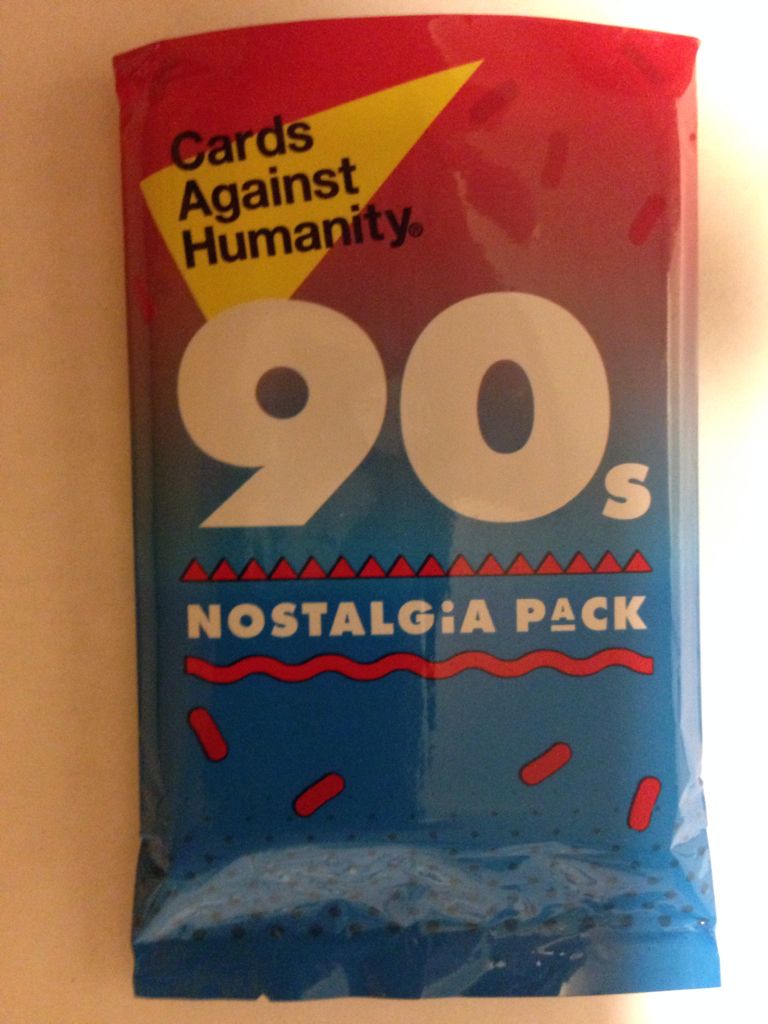 Cards
Against
Humanity®
90s
NOSTALGiA PACK